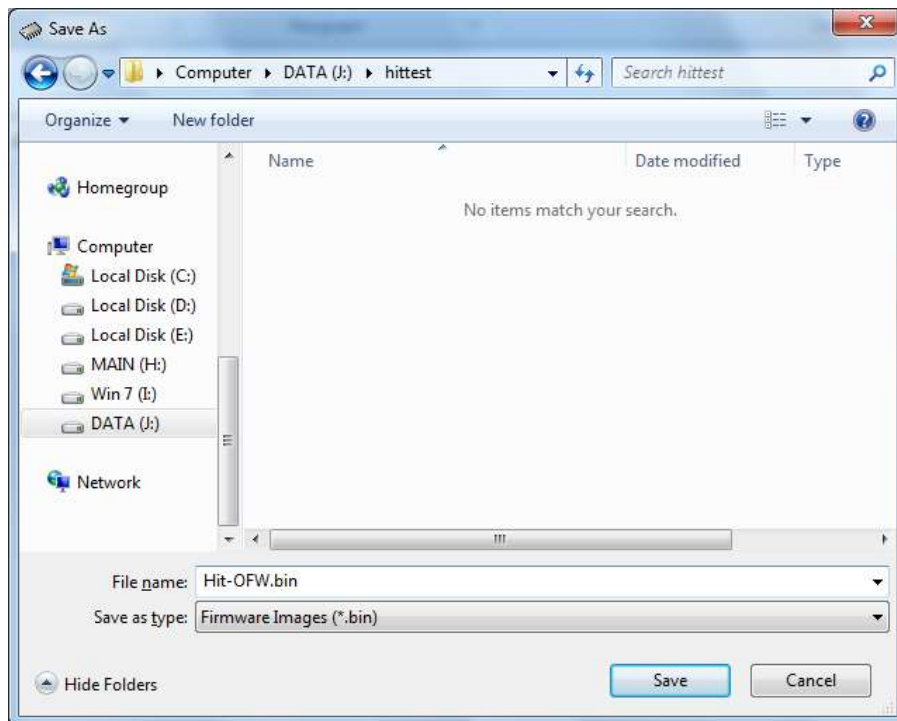 Save As
Computer DATA (J:) hittest Search hittest
Organize New folder
Name Date modified Type
No items match your search.
Homegroup
Computer
Local Disk (C:)
Local Disk (D:)
Local Disk (E:)
MAIN (H:)
Win 7 (I:)
DATA (J:)
Network
File name: Hit-OFW.bin
Save as type: Firmware Images (*.bin)
Hide Folders Save Cancel